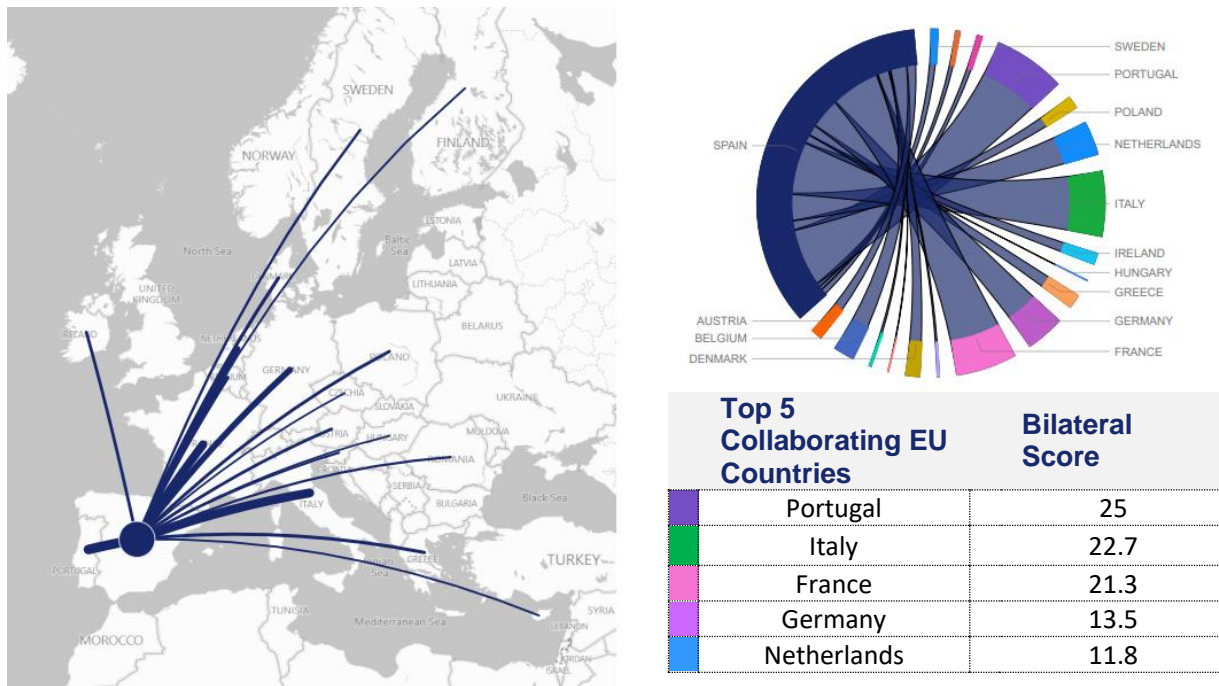 SWEDEN
FINLAND
NORWAY
ESTONIA
North Sea
Baltic
Sea
LATVIA
LITHUANIA
UNITED
KINGDOM
IRELAND
BELARUS
POLAND
GERMANY
CZECHIA
UKRAINE
SLOVAKIA
MOLDOVA
HUNGARY
ROMANIA
SERBIA
ITALY
BULGARIA
Black Sea
PORTUGAL
GREECE
TURKEY
Sea
TUNISIA
SYRIA
Mediterranean Sea
LEBANON
MOROCCO
JORDAN
ISRAEL
SWEDEN
PORTUGAL
POLAND
NETHERLANDS
SPAIN
ITALY
IRELAND
HUNGARY
GREECE
AUSTRIA
GERMANY
BELGIUM
FRANCE
DENMARK
Top 5
Collaborating EU
Countries
Bilateral
Score
Portugal 25
Italy 22.7
France 21.3
Germany 13.5
Netherlands 11.8